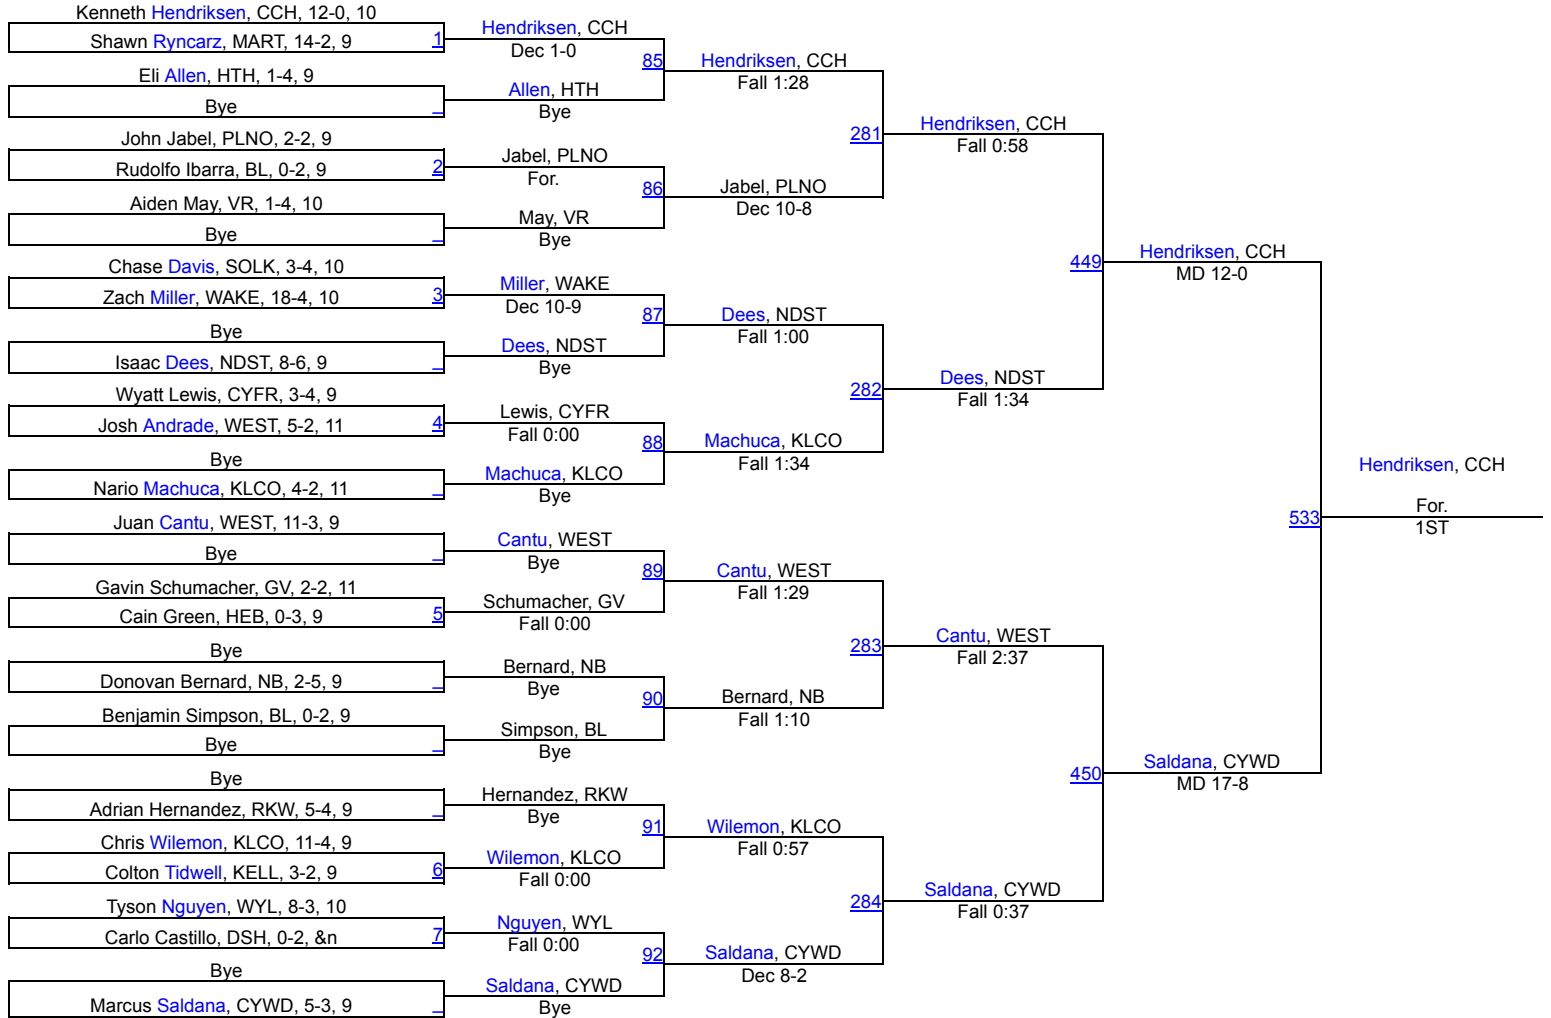 Kenneth Hendriksen, CCH, 12-0, 10
Shawn Ryncarz, MART, 14-2, 9
1
Eli Allen, HTH, 1-4, 9
Bye
John Jabel, PLNO, 2-2, 9
Rudolfo Ibarra, BL, 0-2, 9
2
Aiden May, VR, 1-4, 10
Bye
Chase Davis, SOLK, 3-4, 10
Zach Miller, WAKE, 18-4, 10
3
Bye
Isaac Dees, NDST, 8-6, 9
Wyatt Lewis, CYFR, 3-4, 9
Josh Andrade, WEST, 5-2, 11
4
Bye
Nario Machuca, KLCO, 4-2, 11
Juan Cantu, WEST, 11-3, 9
Bye
Gavin Schumacher, GV, 2-2, 11
Cain Green, HEB, 0-3, 9
5
Bye
Donovan Bernard, NB, 2-5, 9
Benjamin Simpson, BL, 0-2, 9
Bye
Bye
Adrian Hernandez, RKW, 5-4, 9
Chris Wilemon, KLCO, 11-4, 9
Colton Tidwell, KELL, 3-2, 9
6
Tyson Nguyen, WYL, 8-3, 10
Carlo Castillo, DSH, 0-2, &n
7
Bye
Marcus Saldana, CYWD, 5-3, 9
Hendriksen, CCH
Dec 1-0
85
Allen, HTH
Bye
Jabel, PLNO
For.
86
May, VR
Bye
Miller, WAKE
Dec 10-9
87
Dees, NDST
Bye
Lewis, CYFR
Fall 0:00
88
Machuca, KLCO
Bye
Cantu, WEST
Bye
89
Schumacher, GV
Fall 0:00
Bernard, NB
Bye
90
Simpson, BL
Bye
Hernandez, RKW
Bye
91
Wilemon, KLCO
Fall 0:00
Nguyen, WYL
Fall 0:00
92
Saldana, CYWD
Bye
Hendriksen, CCH
Fall 1:28
281
Jabel, PLNO
Dec 10-8
Dees, NDST
Fall 1:00
282
Machuca, KLCO
Fall 1:34
Cantu, WEST
Fall 1:29
283
Bernard, NB
Fall 1:10
Wilemon, KLCO
Fall 0:57
284
Saldana, CYWD
Dec 8-2
Hendriksen, CCH
Fall 0:58
449
Dees, NDST
Fall 1:34
Cantu, WEST
Fall 2:37
450
Saldana, CYWD
Fall 0:37
Hendriksen, CCH
MD 12-0
533
Saldana, CYWD
MD 17-8
Hendriksen, CCH
For.
1ST